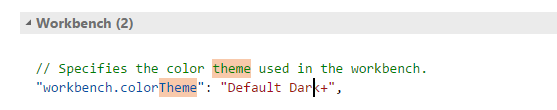 Workbench (2)
// Specifies the color theme used in the workbench.
"workbench.colorTheme": "Default Dark+",